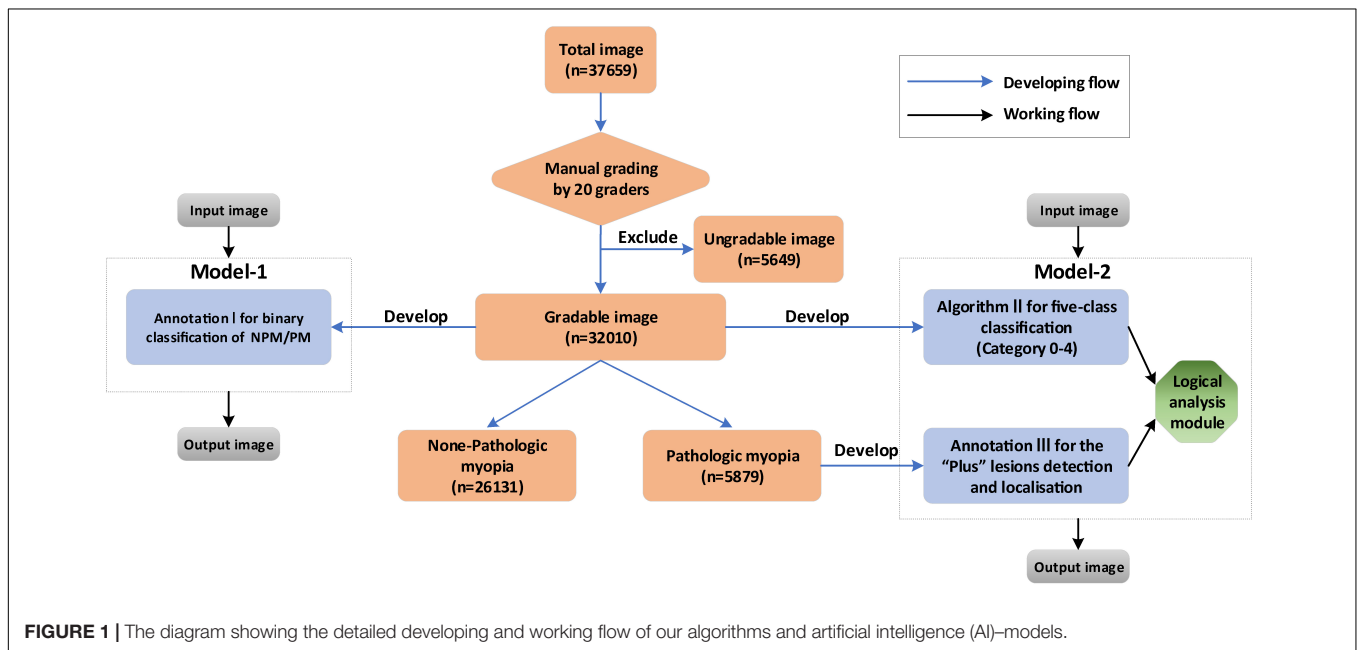 Total image
(n=37659)
Developing flow
Working flow
Manual grading
by 20 graders
Exclude
Ungradable image
(n=5649)
Input image
Model-1
Annotation l for binary
classification of NPM/PM
Output image
Develop
Gradable image
(n=32010)
Develop
None-Pathologic
myopia
(n=26131)
Pathologic myopia
(n=5879)
Develop
Input image
Model-2
Algorithm ll for five-class
classification
(Category 0-4)
Logical
analysis
module
Annotation lll for the
“Plus” lesions detection
and localisation
Output image
FIGURE 1 | The diagram showing the detailed developing and working flow of our algorithms and artificial intelligence (AI)–models.